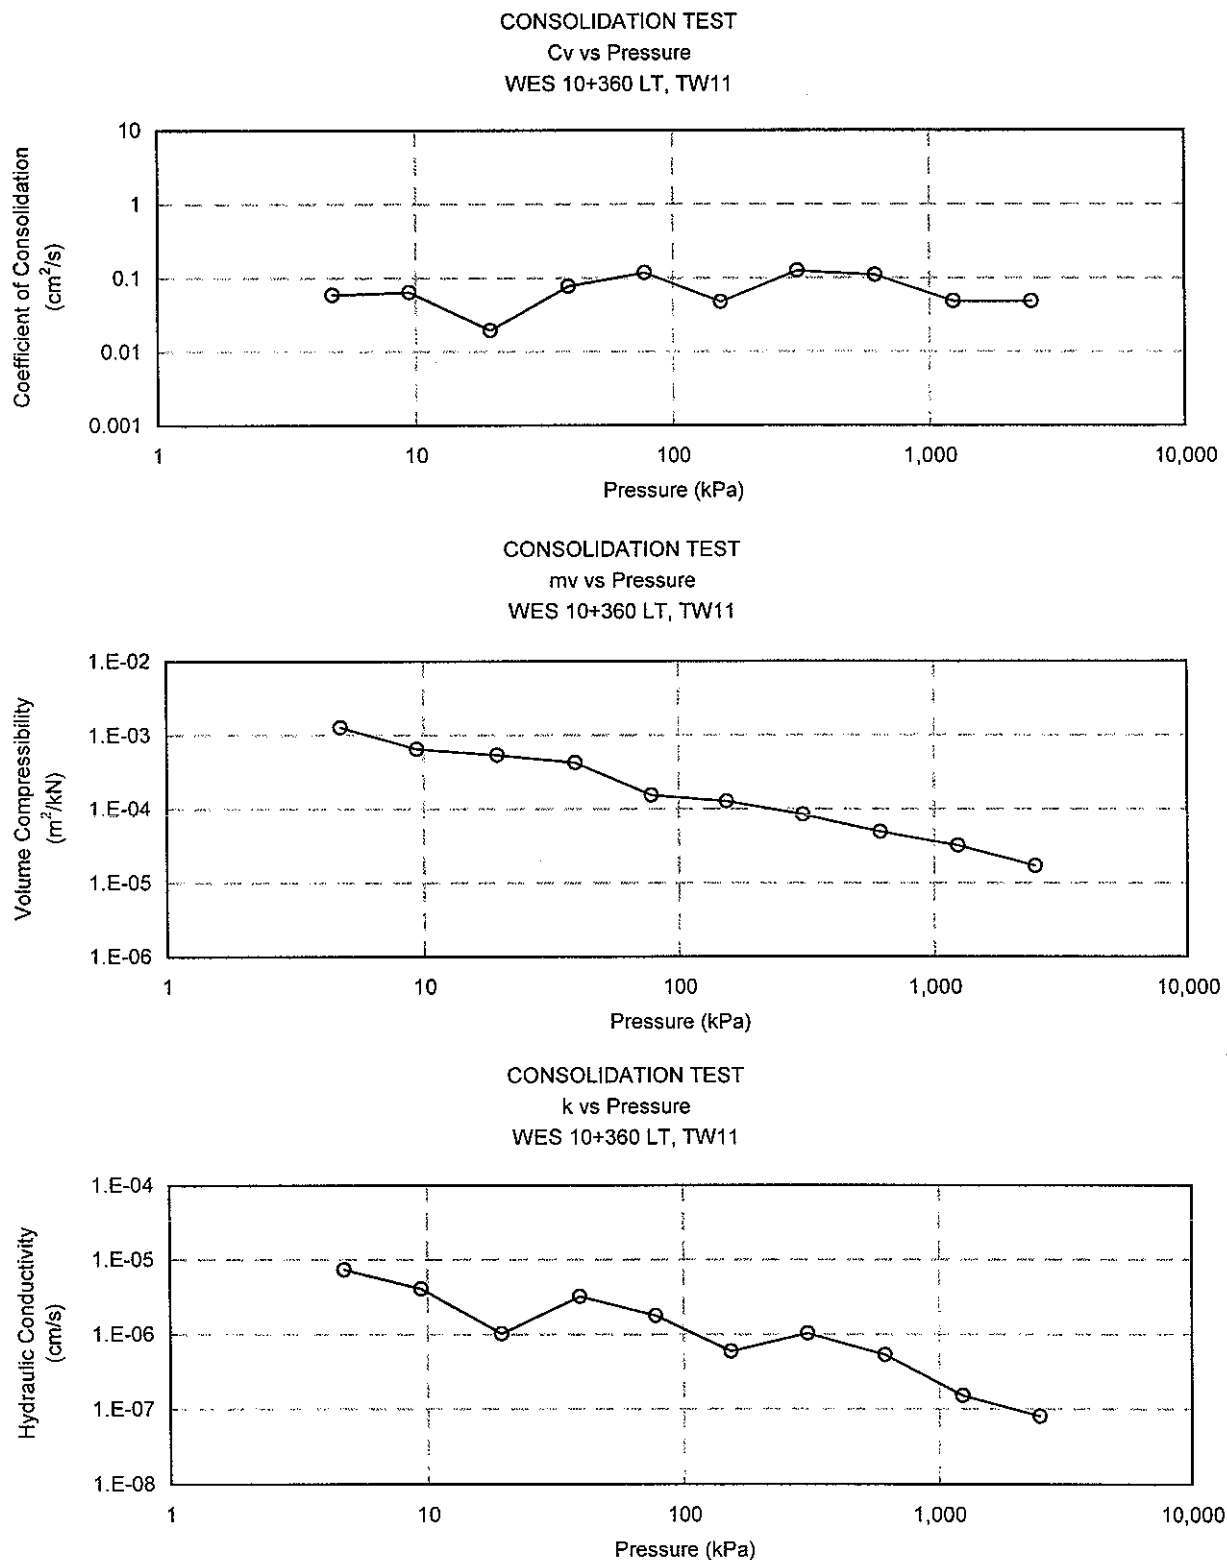 CONSOLIDATION TEST
Cv vs Pressure
WES 10+360 LT, TW11
Coefficient of Consolidation
(cm²/s)
10
1
0.1
0.01
0.001
1
10
100
1,000
10,000
Pressure (kPa)
CONSOLIDATION TEST
mv vs Pressure
WES 10+360 LT, TW11
Volume Compressibility
(m²/kN)
1.E-02
1.E-03
1.E-04
1.E-05
1.E-06
1
10
100
1,000
10,000
Pressure (kPa)
CONSOLIDATION TEST
k vs Pressure
WES 10+360 LT, TW11
Hydraulic Conductivity
(cm/s)
1.E-04
1.E-05
1.E-06
1.E-07
1.E-08
1
10
100
1,000
10,000
Pressure (kPa)